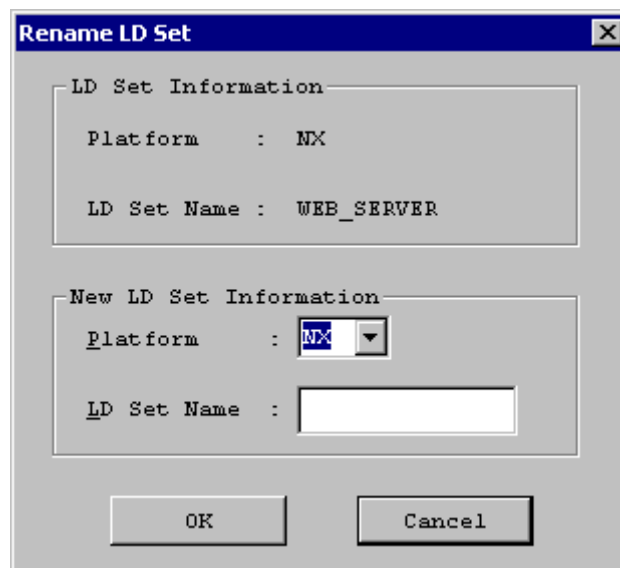 Rename LD Set
LD Set Information
Platform : NX
LD Set Name : WEB_SERVER
New LD Set Information
Platform : NX
LD Set Name :
OK Cancel